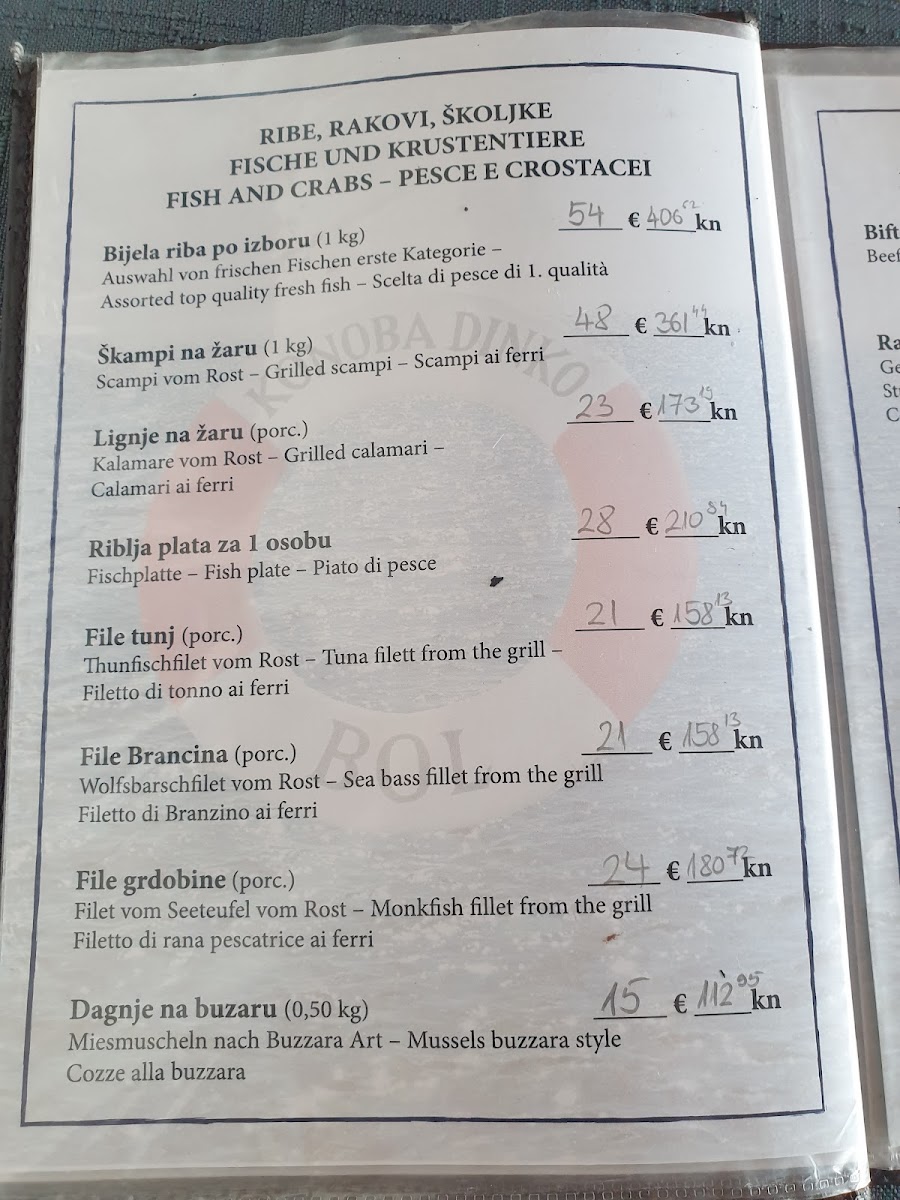 RIBE, RAKOVI, ŠKOLJKE
FISCHE UND KRUSTENTIERE
FISH AND CRABS – PESCE E CROSTACEI
Bijela riba po izboru (1 kg) 54 € 406,62 kn
Auswahl von frischen Fischen erste Kategorie –
Assorted top quality fresh fish – Scelta di pesce di 1. qualità
Škampi na žaru (1 kg) 48 € 361 44 kn
Scampi vom Rost – Grilled scampi – Scampi ai ferri
Lignje na žaru (porc.) 23 € 173 19 kn
Kalamare vom Rost – Grilled calamari –
Calamari ai ferri
Riblja plata za 1 osobu 28 € 210 84 kn
Fischplatte – Fish plate – Piato di pesce
File tunj (porc.) 21 € 158 13 kn
Thunfischfilet vom Rost – Tuna filett from the grill –
Filetto di tonno ai ferri
File Brancina (porc.) 21 € 158 13 kn
Wolfsbarschfilet vom Rost – Sea bass fillet from the grill
Filetto di Branzino ai ferri
File grdobine (porc.) 24 € 180 72 kn
Filet vom Seeteufel vom Rost – Monkfish fillet from the grill
Filetto di rana pescatrice ai ferri
Dagnje na buzaru (0,50 kg) 15 € 112 95 kn
Miesmuscheln nach Buzzara Art – Mussels buzzara style
Cozze alla buzzara
KONOBA DINKO
BOL
Bift
Beef
Ra
Ge
St
C